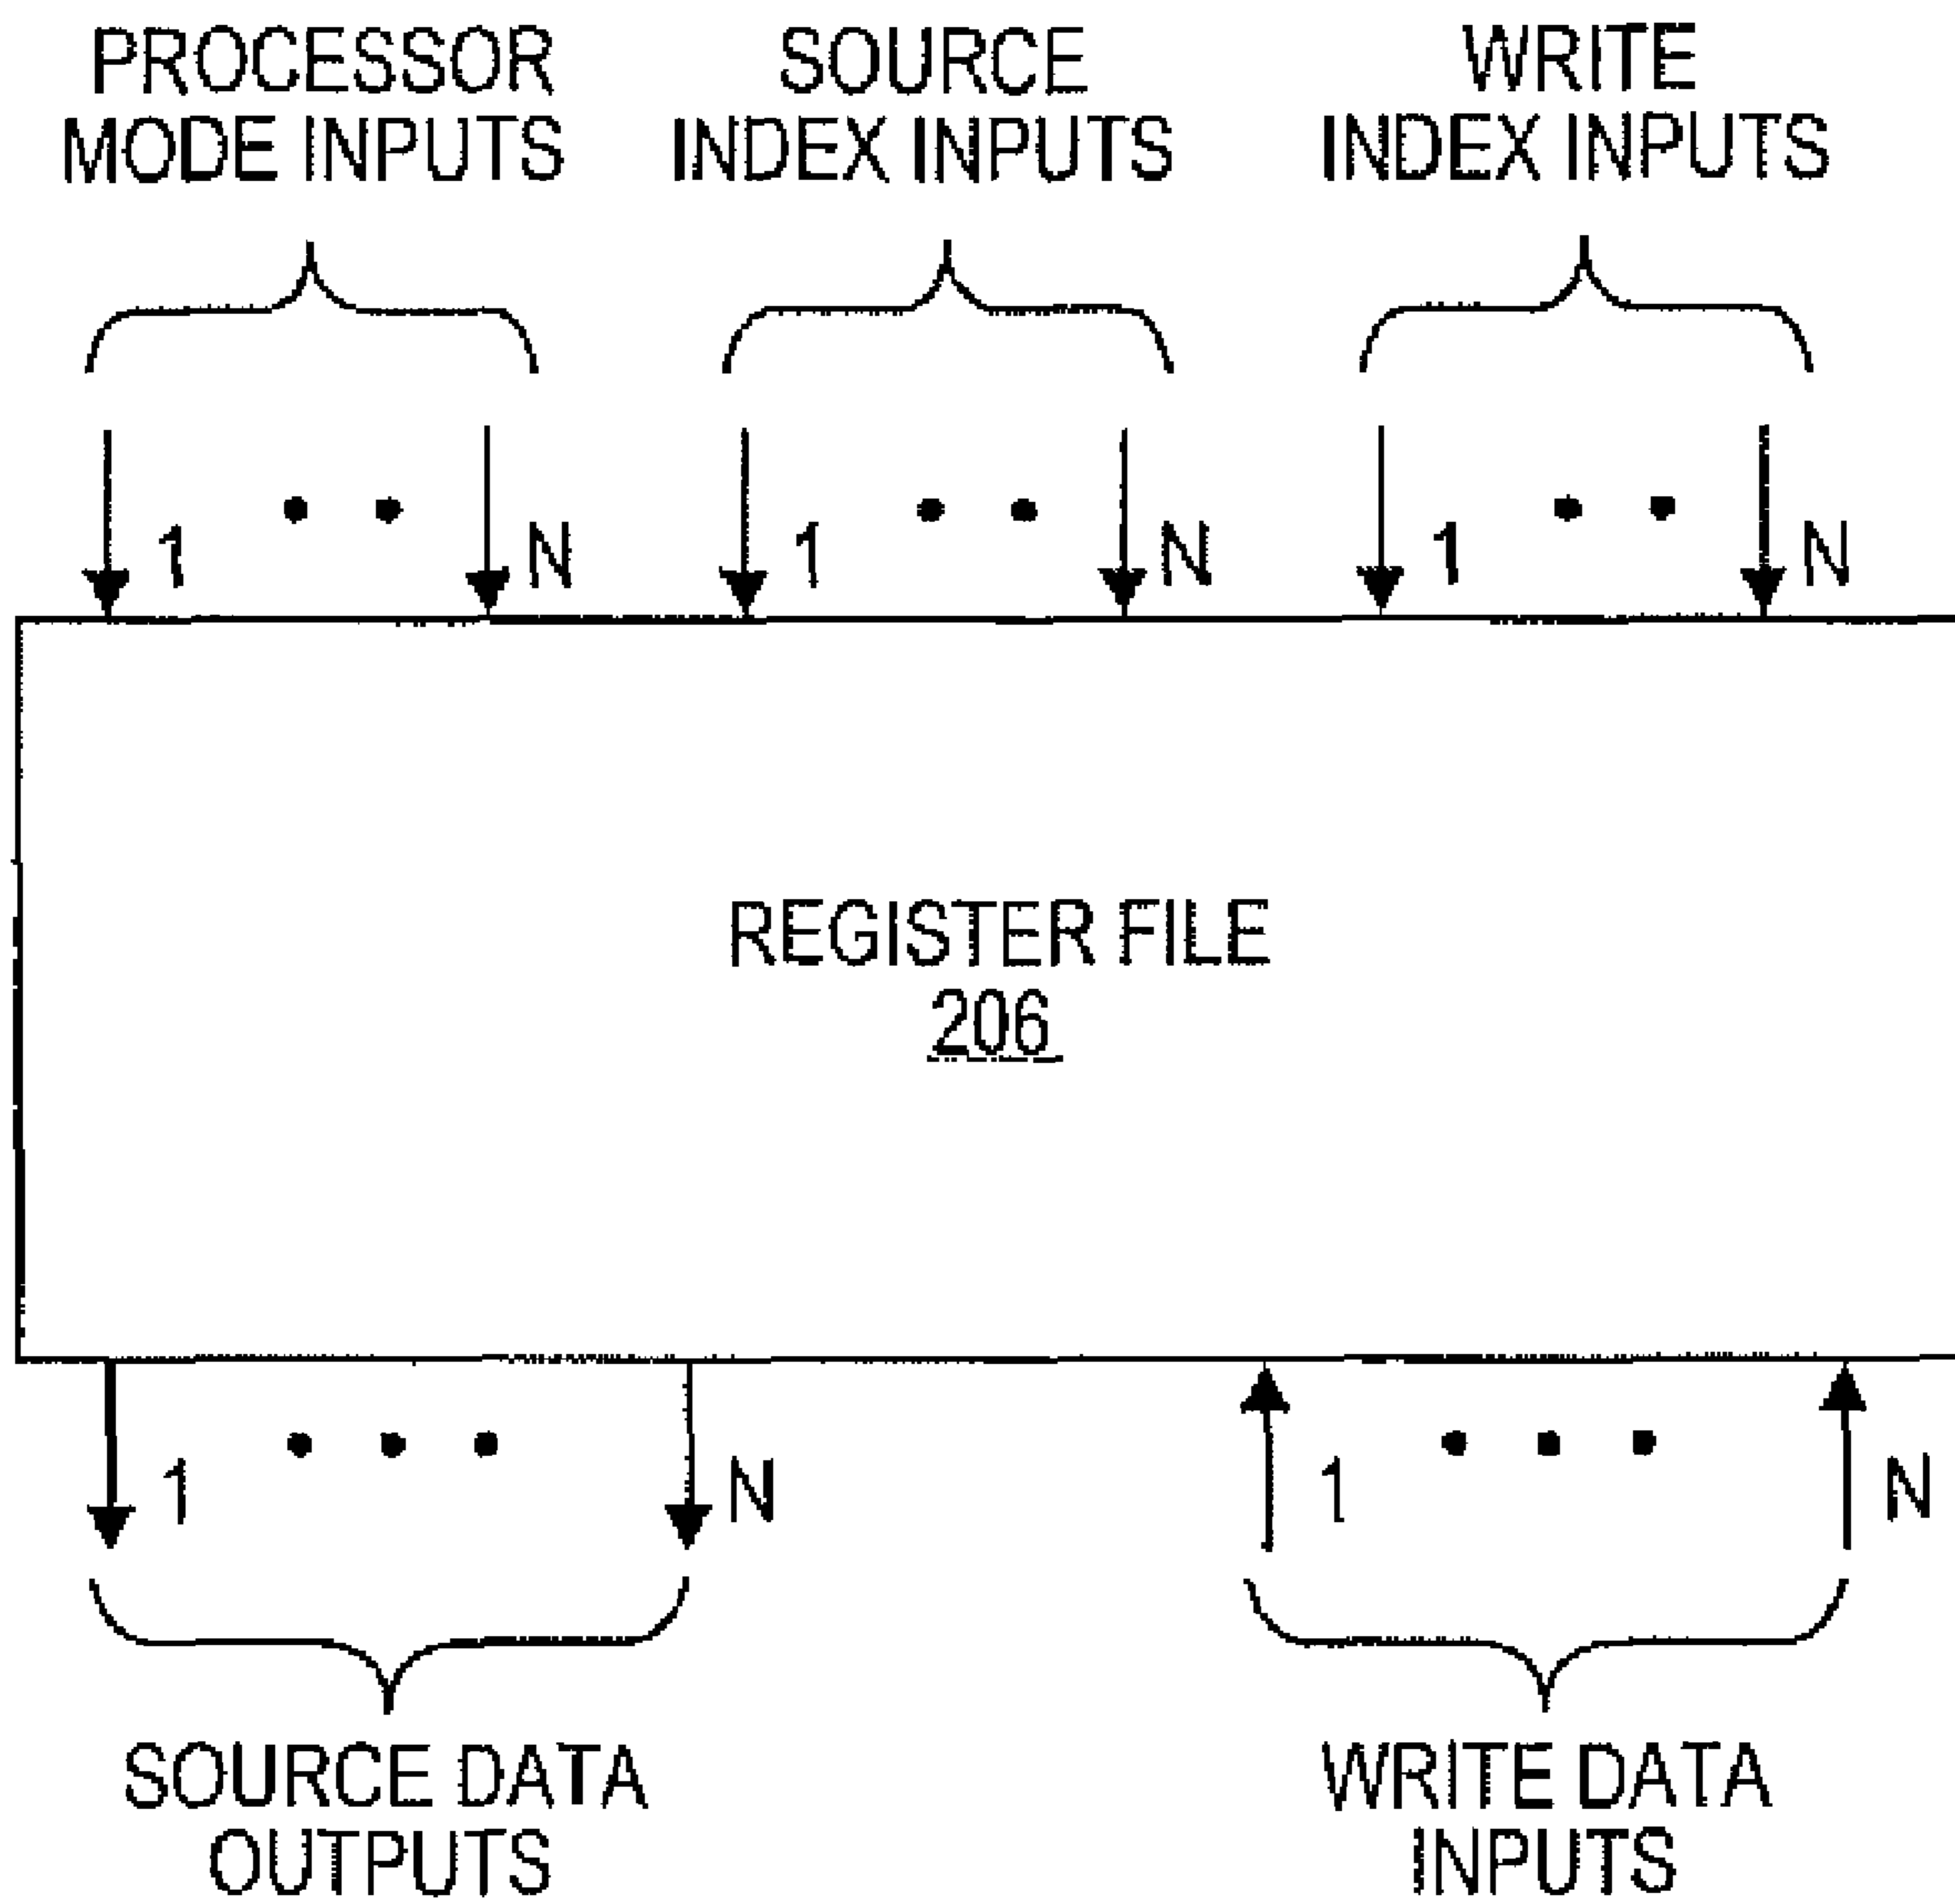 PROCESSOR
MODE INPUTS
SOURCE
INDEX INPUTS
WRITE
INDEX INPUTS
1 N 1 N 1 N
REGISTER FILE
206
1 N 1 N
SOURCE DATA
OUTPUTS
WRITE DATA
INPUTS